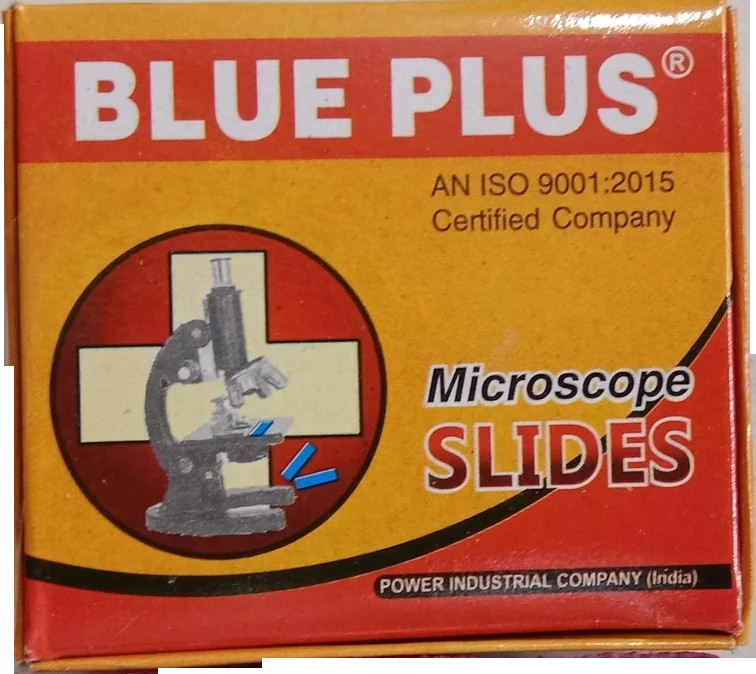 BLUE PLUS®
AN ISO 9001:2015
Certified Company
Microscope
SLIDES
POWER INDUSTRIAL COMPANY (India)